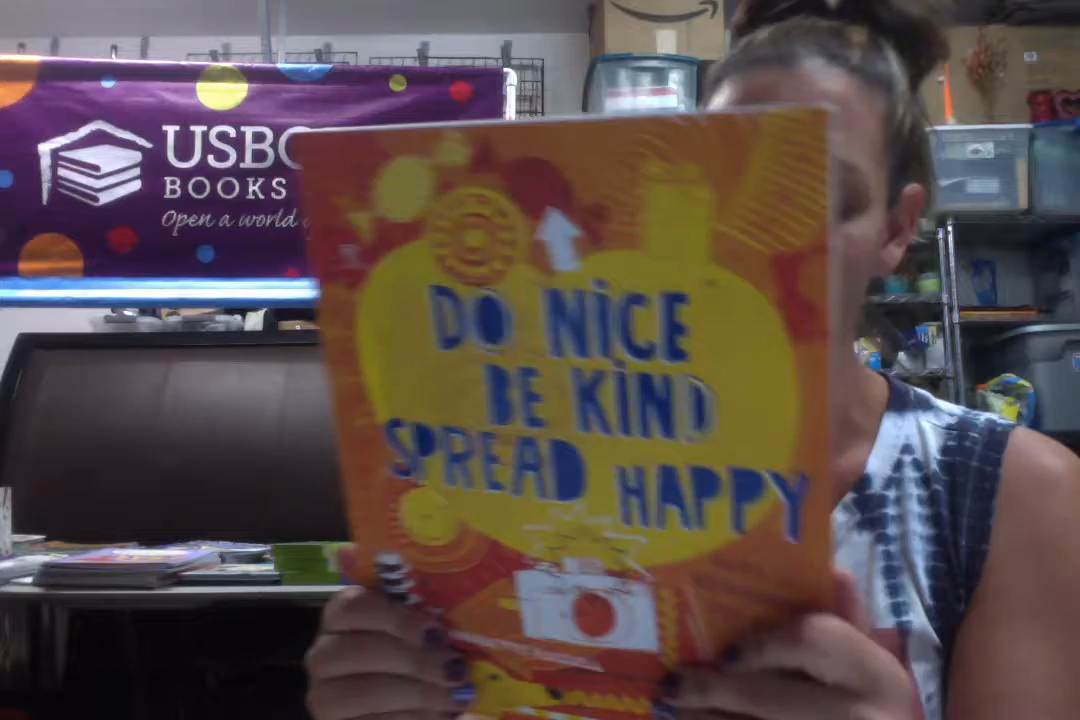 USBO
BOOKS
Open a world
DO NICE
BE KIND
SPREAD HAPPY